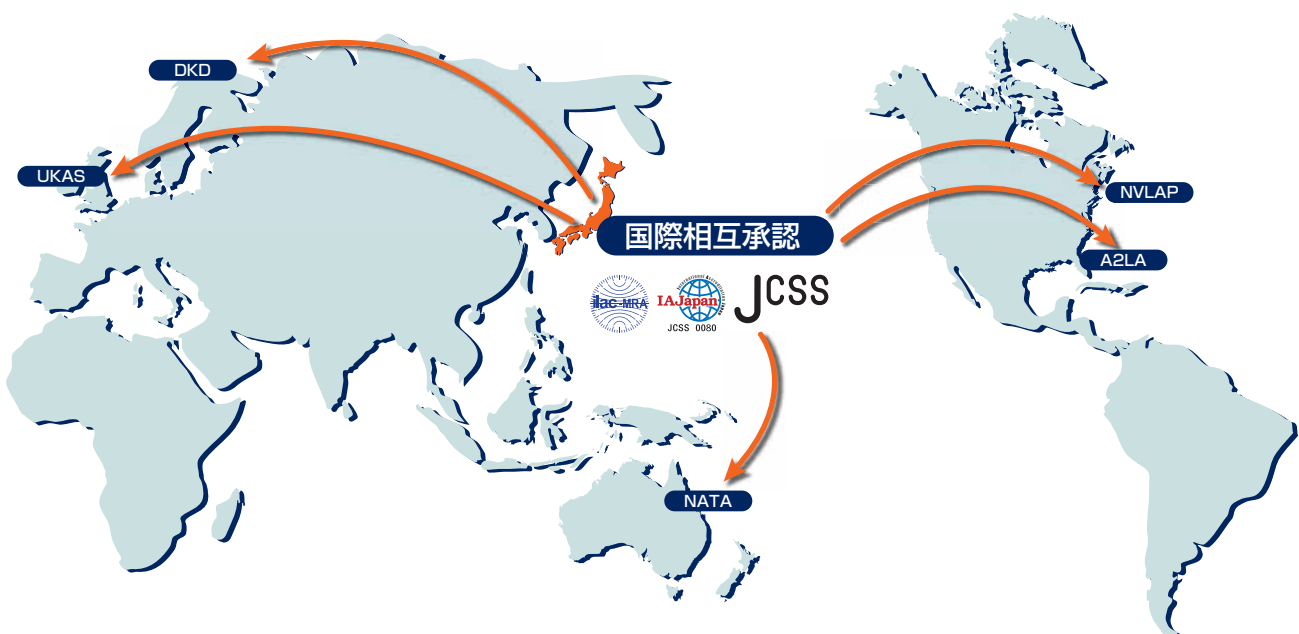 DKD
UKAS
国際相互承認
NVLAP
A2LA
ilac-MRA
IAJapan
JCSS 0080
JCSS
NATA